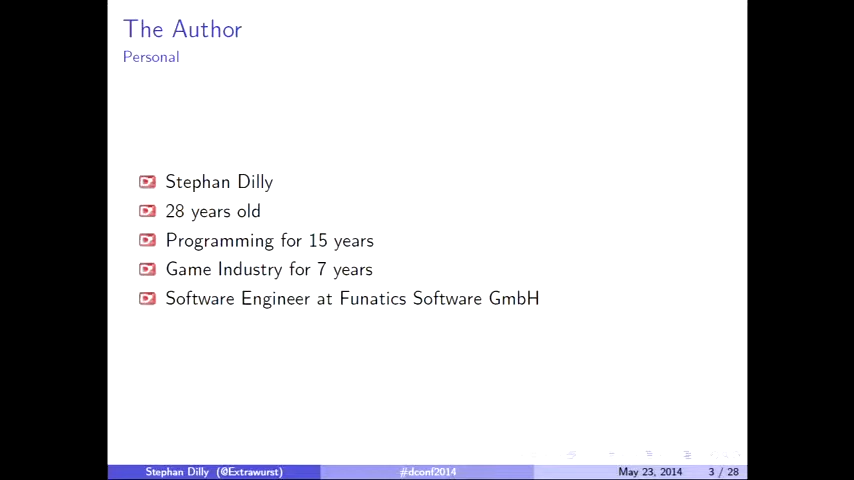 The Author
Personal
Stephan Dilly
28 years old
Programming for 15 years
Game Industry for 7 years
Software Engineer at Funatics Software GmbH
Stephan Dilly (@Extrawurst) #dconf2014 May 23, 2014 3 / 28